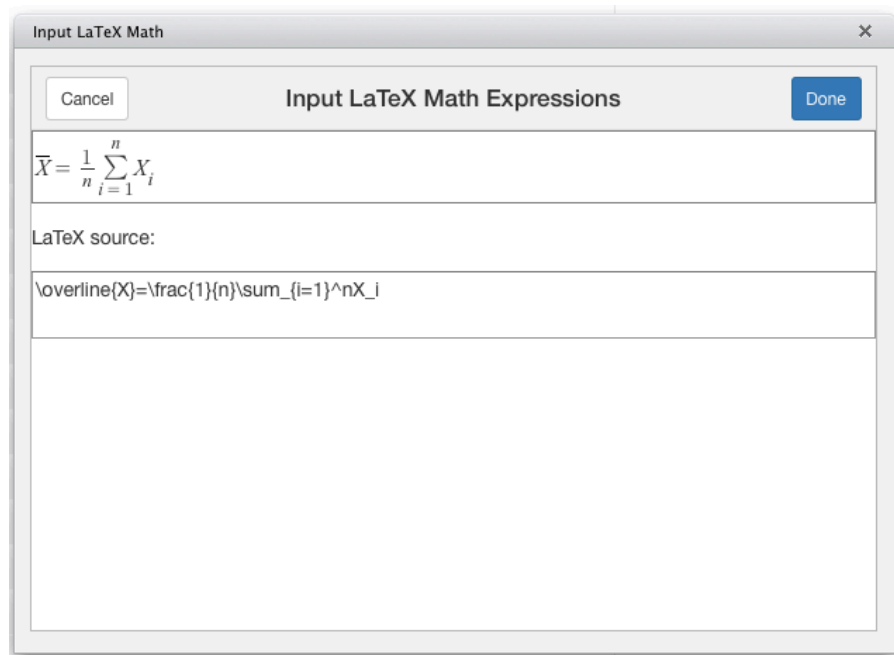 Input LaTeX Math ×
Cancel Input LaTeX Math Expressions Done
X̅ = 1/n ∑_{i = 1}^{n} X_i
LaTeX source:
\overline{X}=\frac{1}{n}\sum_{i=1}^nX_i